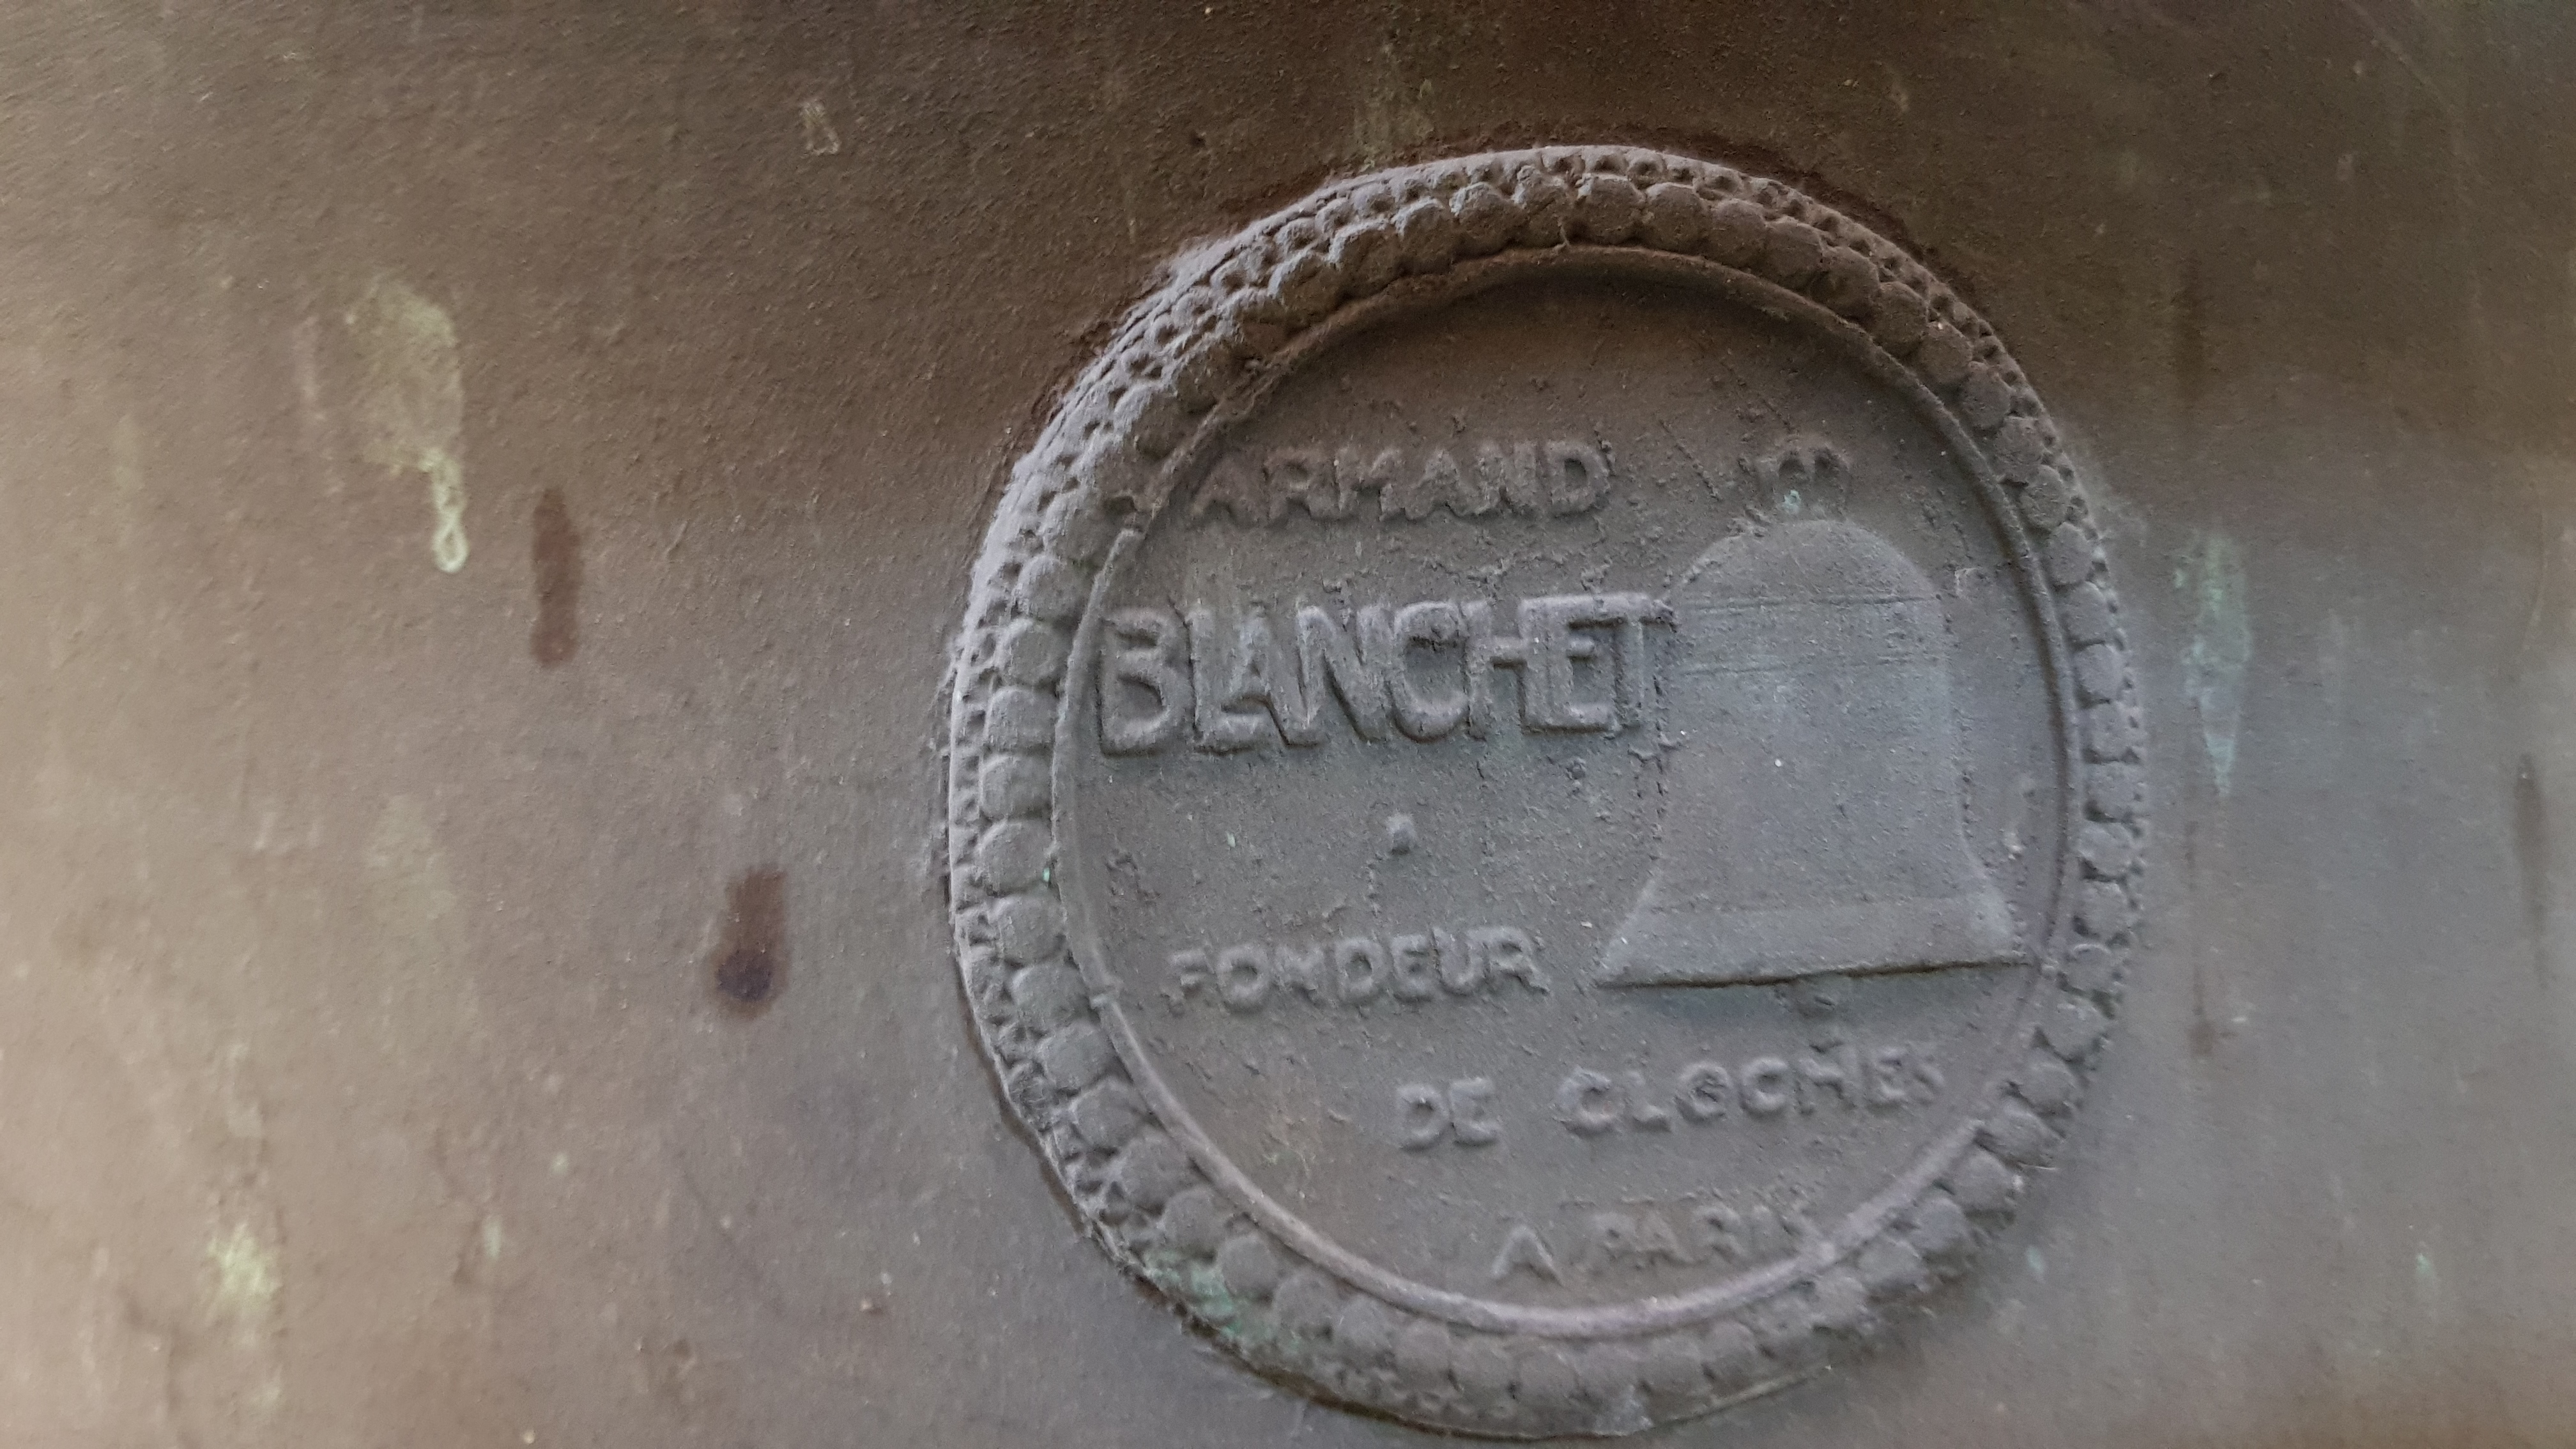 ARMAND
BLANCHET
FONDEUR
DE CLOCHES
A PARIS